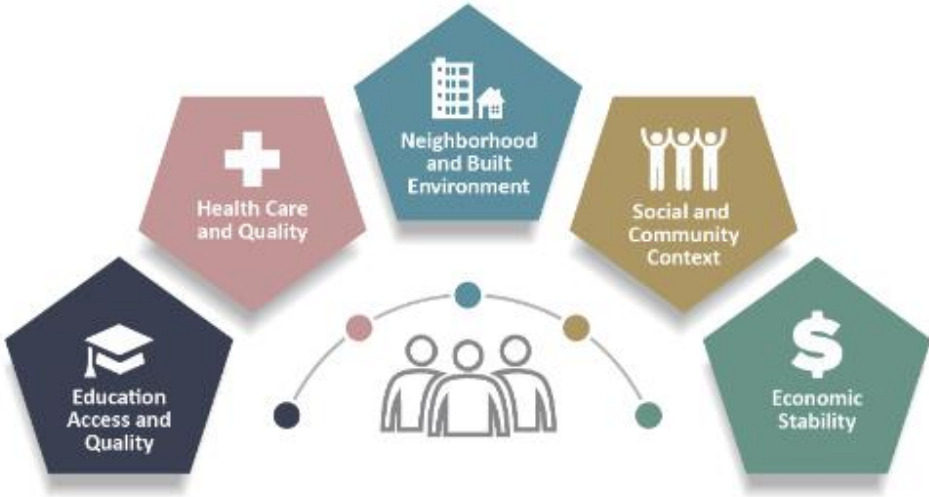 Education
Access and
Quality
Health Care
and Quality
Neighborhood
and Built
Environment
Social and
Community
Context
$
Economic
Stability